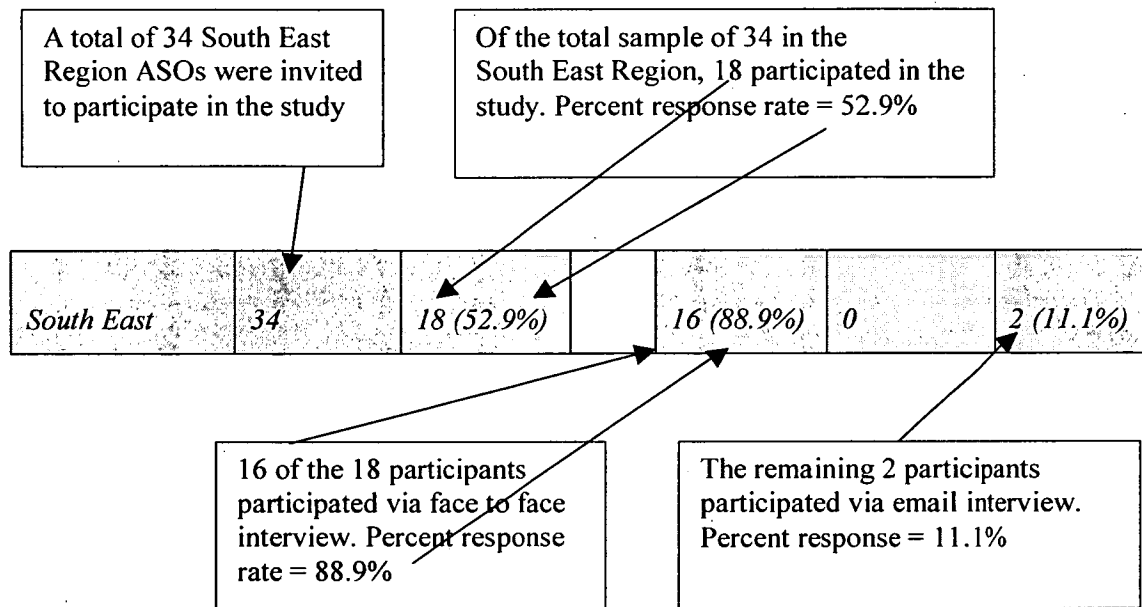 A total of 34 South East
Region ASOs were invited
to participate in the study
Of the total sample of 34 in the
South East Region, 18 participated in the
study. Percent response rate = 52.9%
South East 34 18 (52.9%) 16 (88.9%) 0 2 (11.1%)
16 of the 18 participants
participated via face to face
interview. Percent response
rate = 88.9%
The remaining 2 participants
participated via email interview.
Percent response = 11.1%